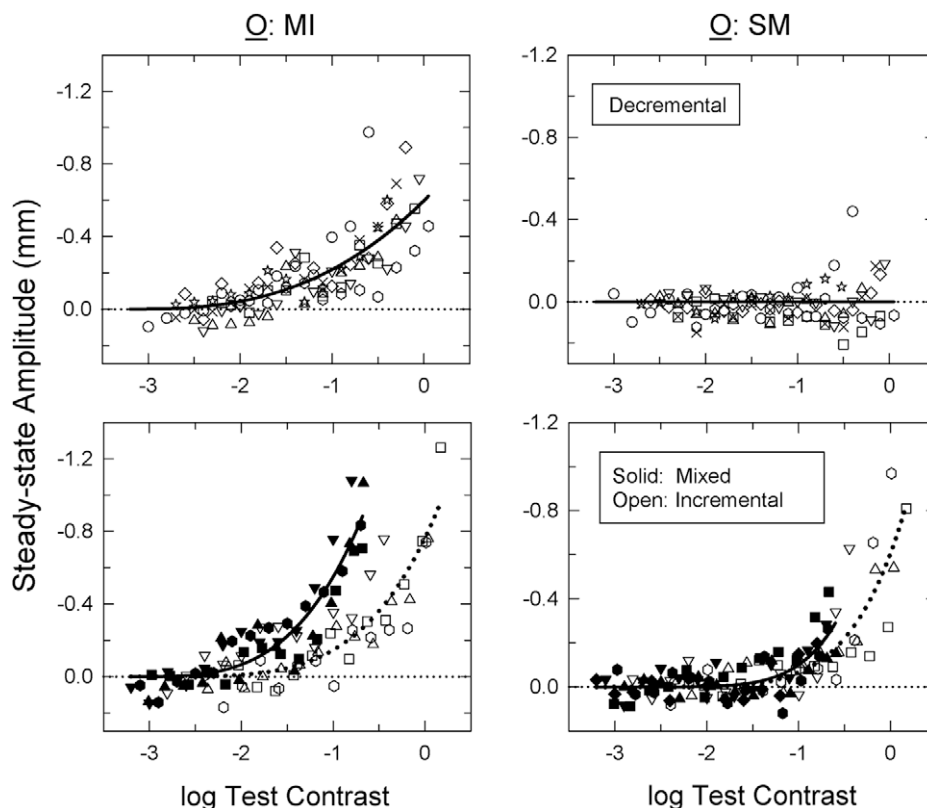 O: MI
O: SM
Steady-state Amplitude (mm)
-1.2
-0.8
-0.4
0.0
-3 -2 -1 0
-1.2
-0.8
-0.4
0.0
Decremental
-3 -2 -1 0
-1.2
-0.8
-0.4
0.0
-3 -2 -1 0
log Test Contrast
-1.2
-0.8
-0.4
0.0
Solid: Mixed
Open: Incremental
-3 -2 -1 0
log Test Contrast